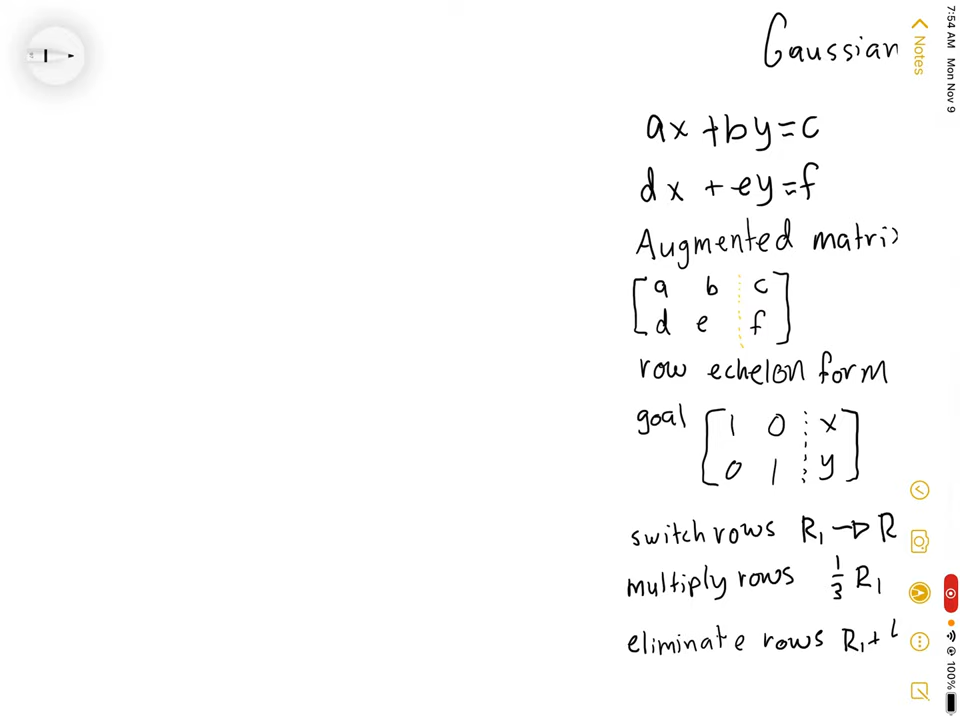 7:54 AM Mon Nov 9
Notes
Gaussian
ax + by = c
dx + ey = f
Augmented matrix
a b c
d e f
row echelon form
goal
1 0 x
0 1 y
switch rows R₁ → R
multiply rows 1/3 R₁
eliminate rows R₁ +
100%